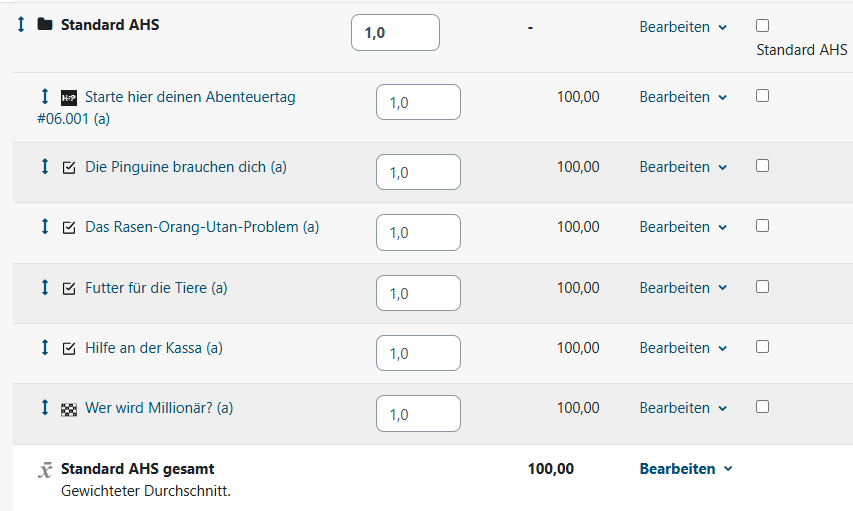 Standard AHS 1,0 - Bearbeiten
Standard AHS
H5P Starte hier deinen Abenteuertag 1,0 100,00 Bearbeiten
#06.001 (a)
Die Pinguine brauchen dich (a) 1,0 100,00 Bearbeiten
Das Rasen-Orang-Utan-Problem (a) 1,0 100,00 Bearbeiten
Futter für die Tiere (a) 1,0 100,00 Bearbeiten
Hilfe an der Kassa (a) 1,0 100,00 Bearbeiten
Wer wird Millionär? (a) 1,0 100,00 Bearbeiten
x̄ Standard AHS gesamt 100,00 Bearbeiten
Gewichteter Durchschnitt.